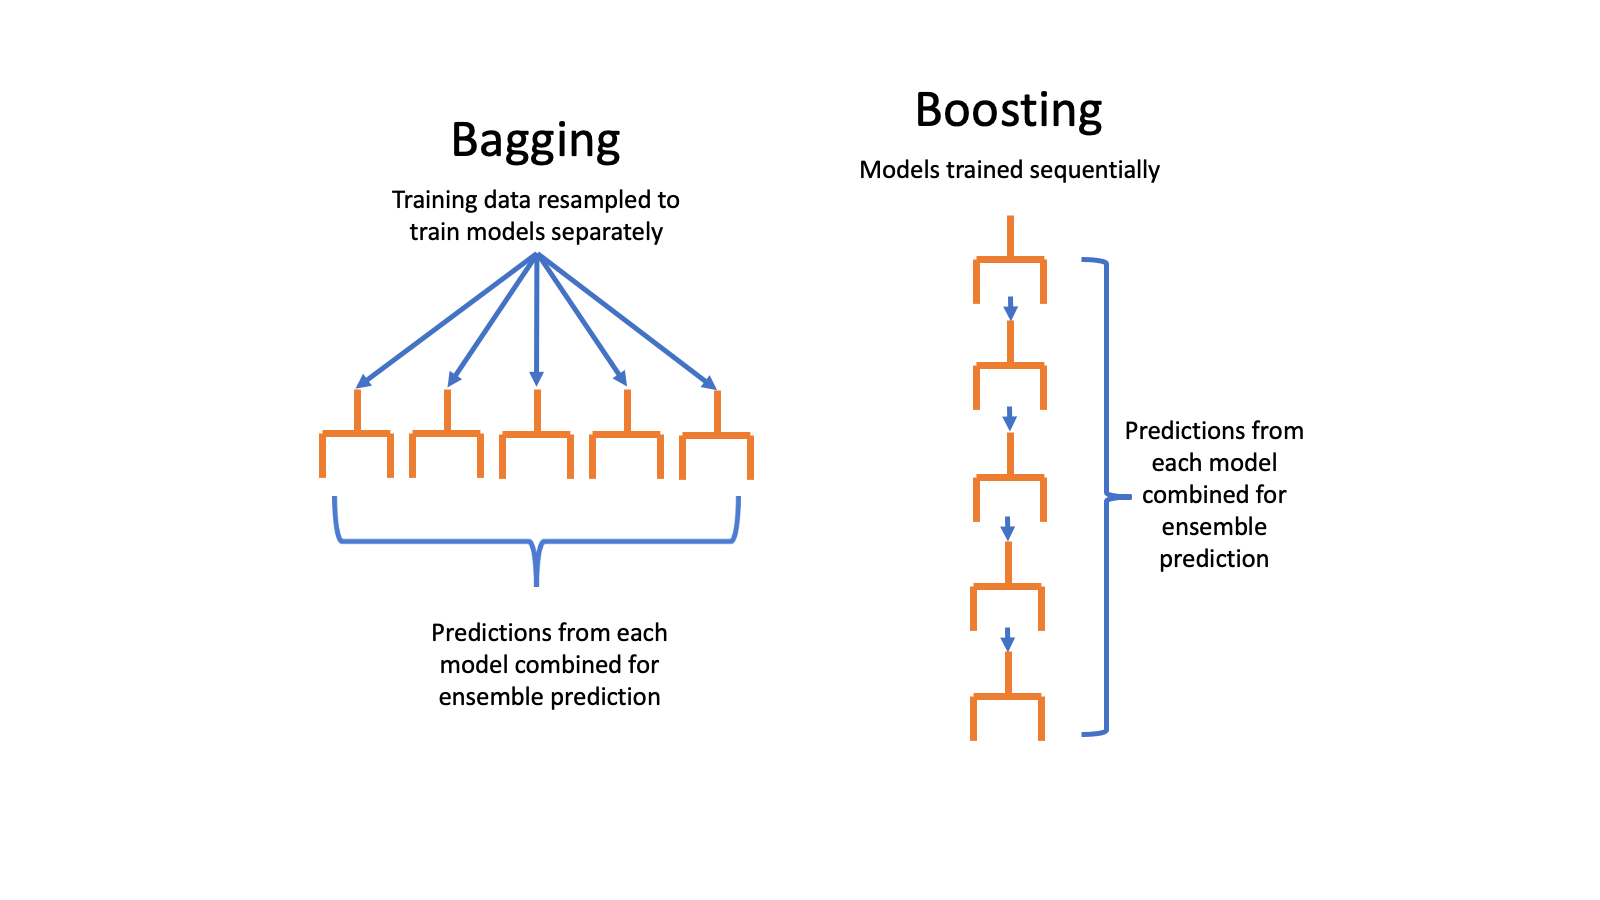 Bagging
Training data resampled to
train models separately
Predictions from each
model combined for
ensemble prediction
Boosting
Models trained sequentially
Predictions from
each model
combined for
ensemble
prediction